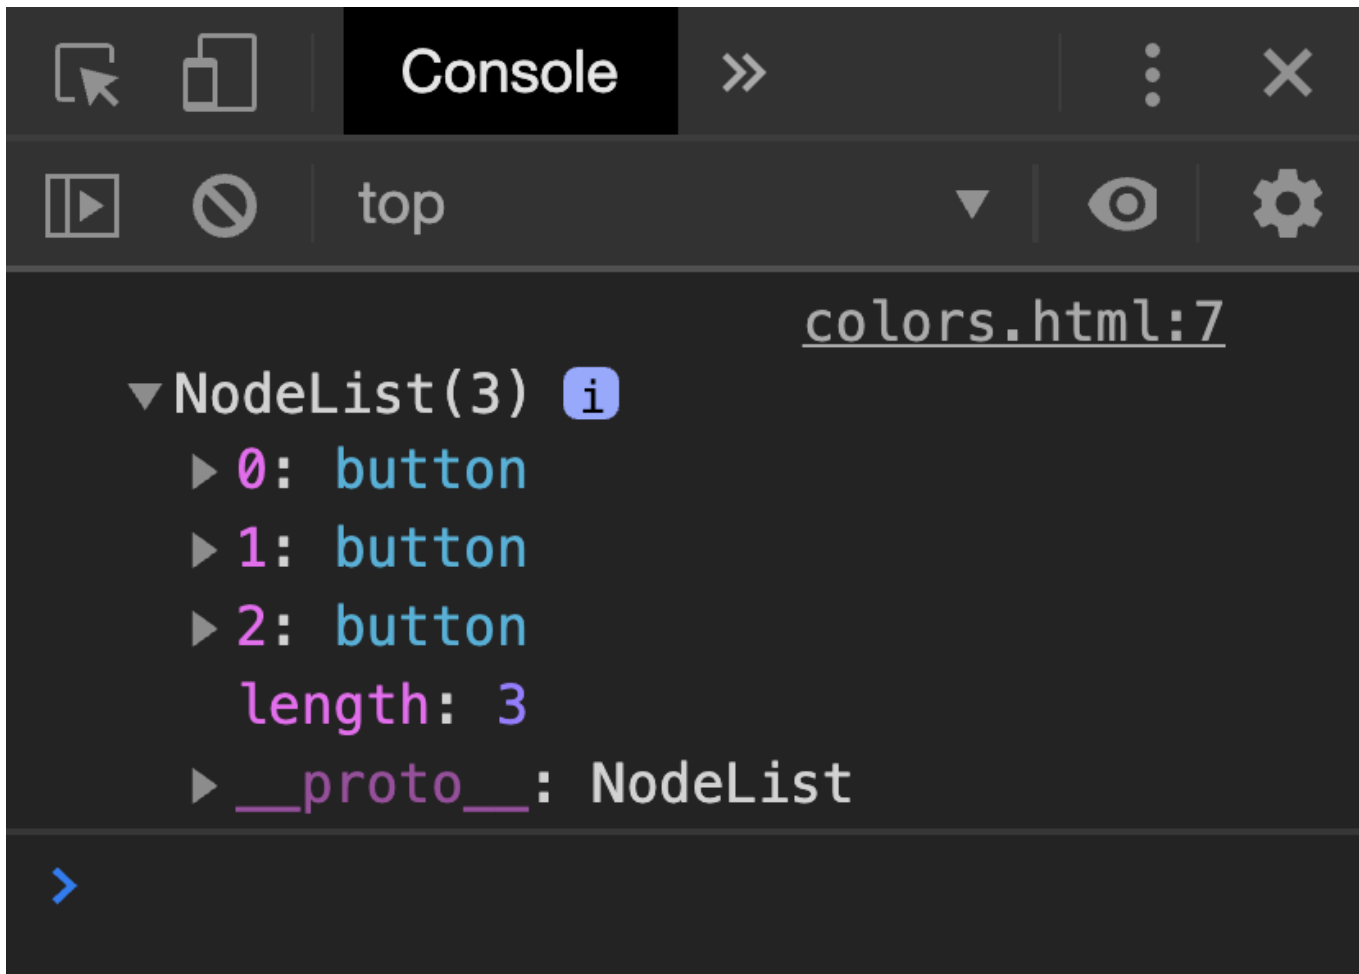 Console
top
colors.html:7
NodeList(3) i
0: button
1: button
2: button
length: 3
__proto__: NodeList